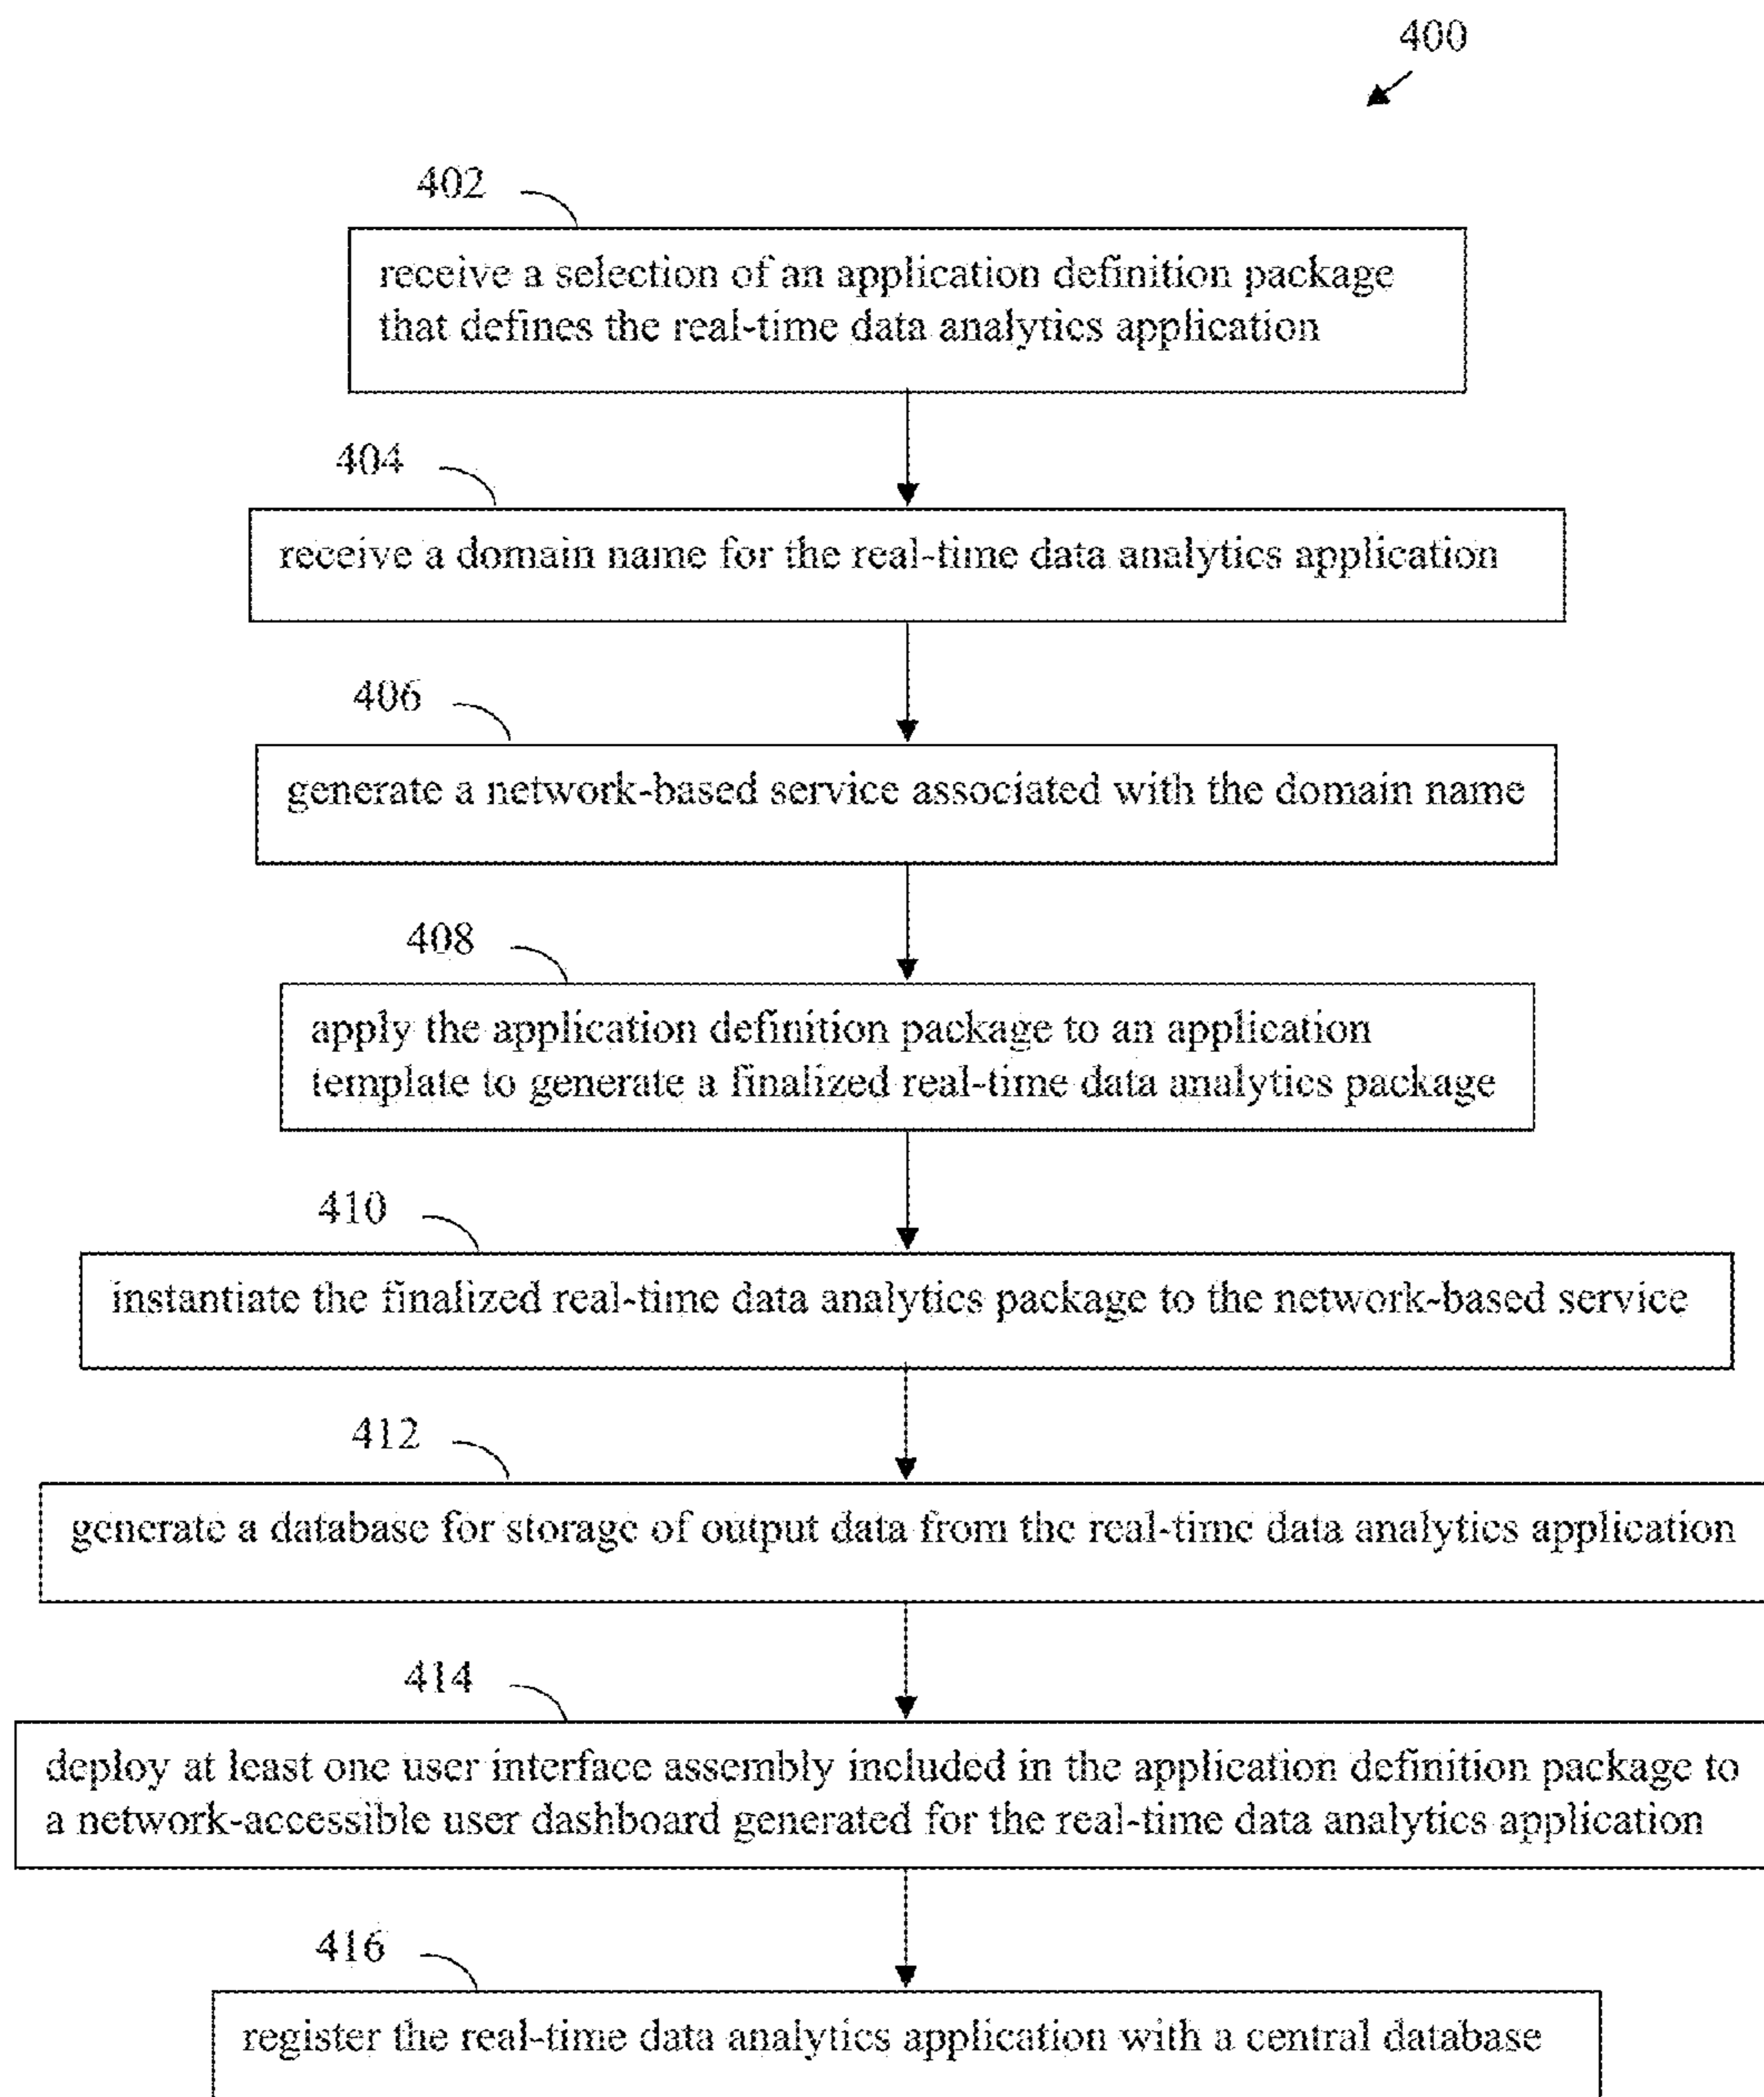 400
402
receive a selection of an application definition package
that defines the real-time data analytics application
404
receive a domain name for the real-time data analytics application
406
generate a network-based service associated with the domain name
408
apply the application definition package to an application
template to generate a finalized real-time data analytics package
410
instantiate the finalized real-time data analytics package to the network-based service
412
generate a database for storage of output data from the real-time data analytics application
414
deploy at least one user interface assembly included in the application definition package to
a network-accessible user dashboard generated for the real-time data analytics application
416
register the real-time data analytics application with a central database